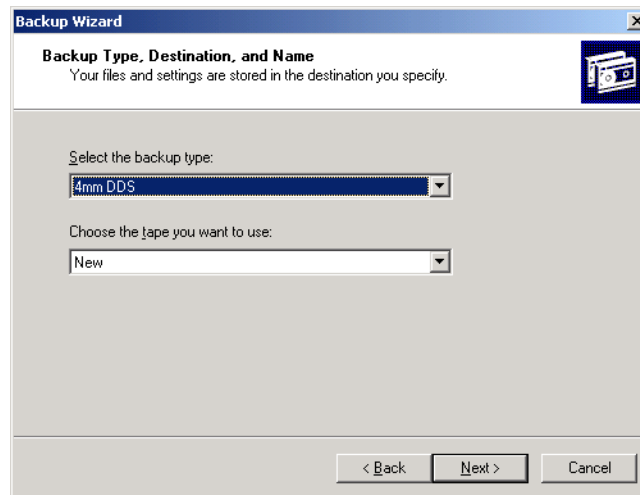 Backup Wizard
Backup Type, Destination, and Name
Your files and settings are stored in the destination you specify.
Select the backup type:
4mm DDS
Choose the tape you want to use:
New
< Back
Next >
Cancel